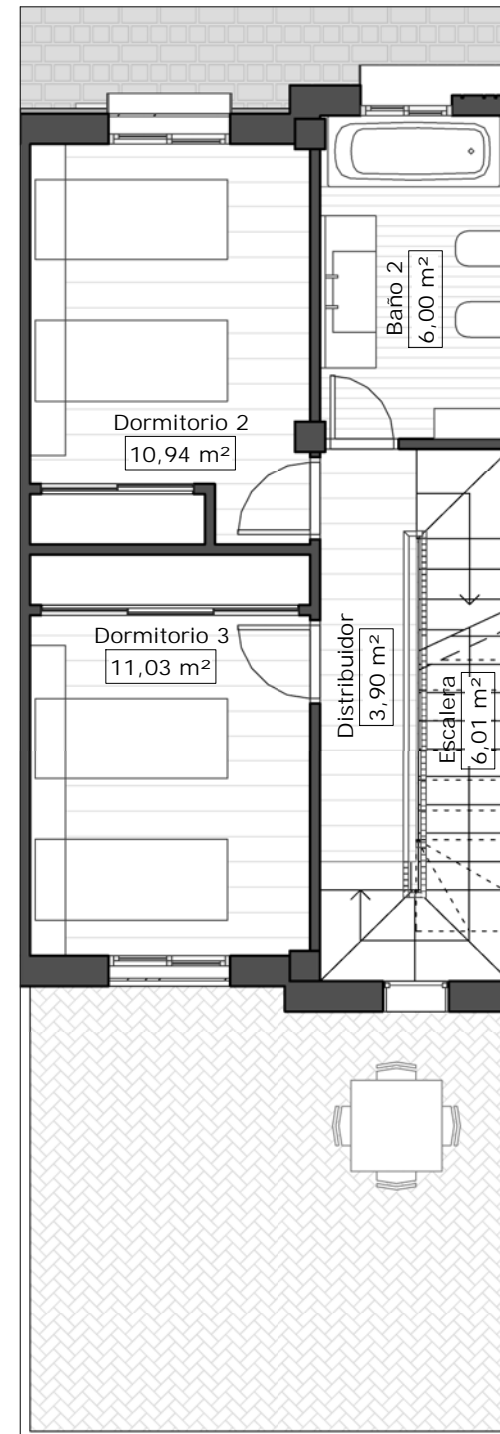 Baño 2
6,00 m²
Dormitorio 2
10,94 m²
Dormitorio 3
11,03 m²
Distribuidor
3,90 m²
Escalera
6,01 m²